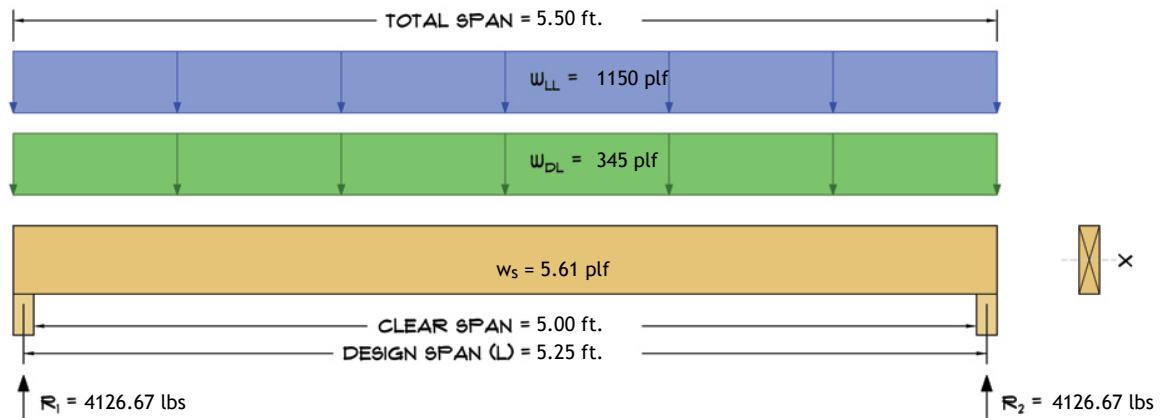 TOTAL SPAN = 5.50 ft.
WLL = 1150 plf
WDL = 345 plf
ws = 5.61 plf
X
CLEAR SPAN = 5.00 ft.
DESIGN SPAN (L) = 5.25 ft.
R1 = 4126.67 lbs
R2 = 4126.67 lbs